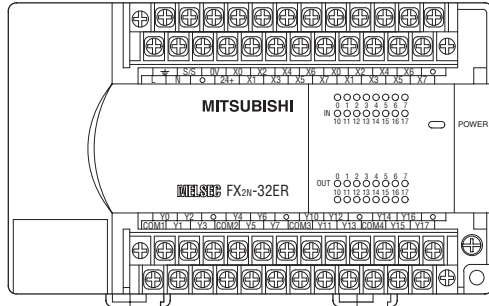 ⏚ S/S 0V X0 X2 X4 X6 X0 X2 X4 X6
L N 24+ X1 X3 X5 X7 X1 X3 X5 X7
MITSUBISHI
0 1 2 3 4 5 6 7
IN
10 11 12 13 14 15 16 17
POWER
MELSEC FX2N-32ER
0 1 2 3 4 5 6 7
OUT
10 11 12 13 14 15 16 17
Y0 Y2 Y4 Y6 Y10 Y12 Y14 Y16
COM1 Y1 Y3 COM2 Y5 Y7 COM3 Y11 Y13 COM4 Y15 Y17